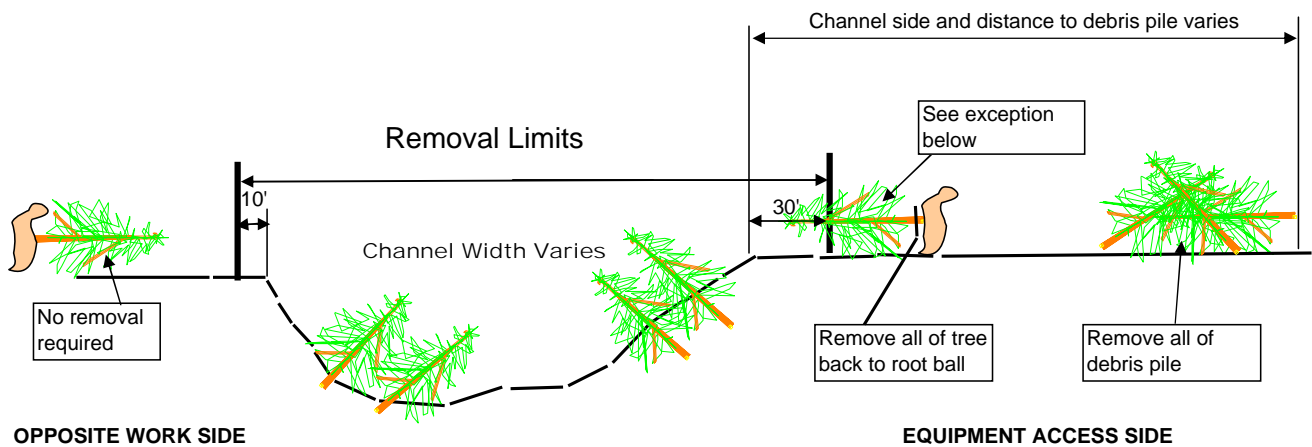 Channel side and distance to debris pile varies
See exception
below
Removal Limits
10'
30'
Channel Width Varies
No removal
required
Remove all of tree
back to root ball
Remove all of
debris pile
OPPOSITE WORK SIDE
EQUIPMENT ACCESS SIDE